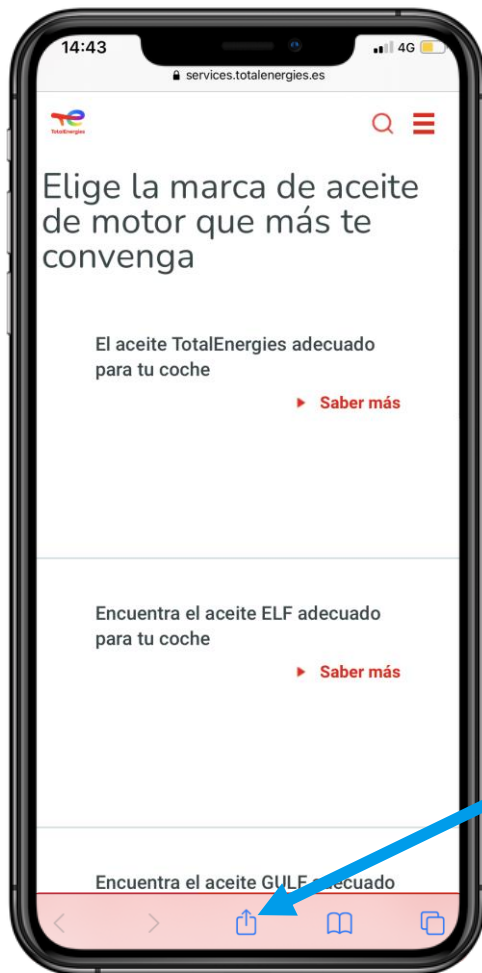 14:43
4G
services.totalenergies.es
TotalEnergies
Elige la marca de aceite
de motor que más te
convenga
El aceite TotalEnergies adecuado
para tu coche
Saber más
Encuentra el aceite ELF adecuado
para tu coche
Saber más
Encuentra el aceite GULF adecuado